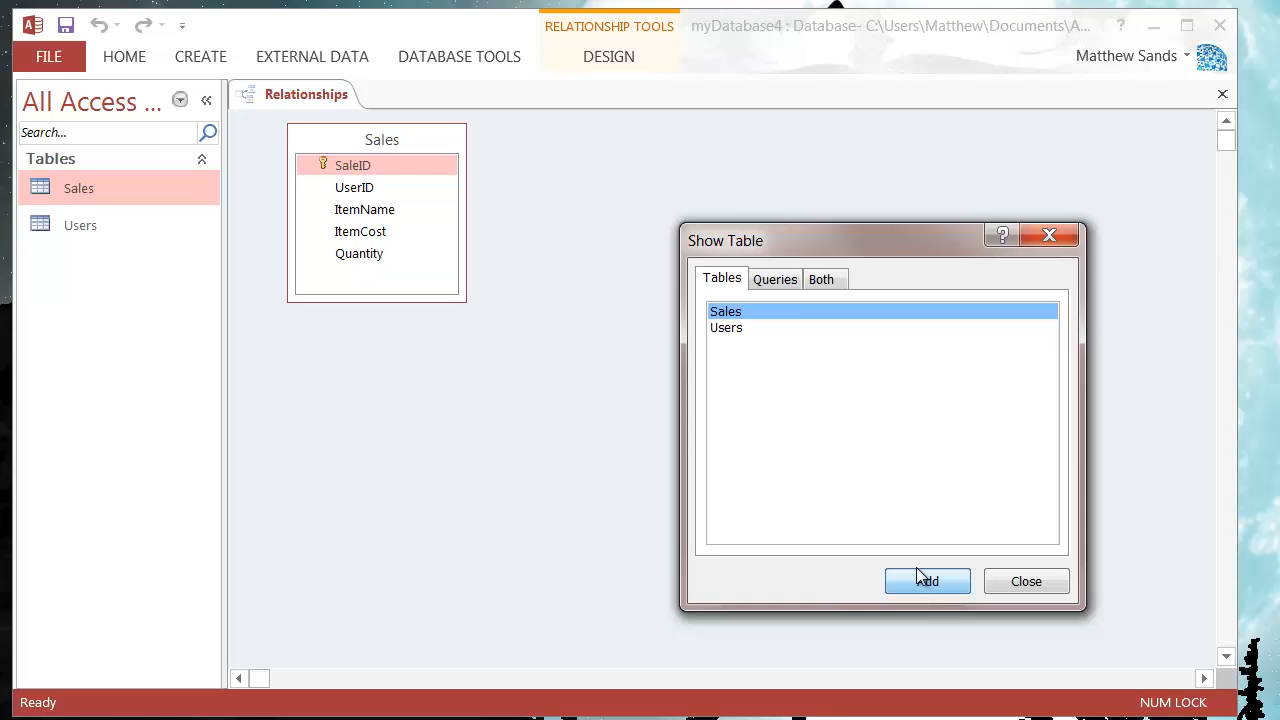 RELATIONSHIP TOOLS
myDatabase4 : Database- C:\Users\Matthew\Documents\A...
?
FILE
HOME
CREATE
EXTERNAL DATA
DATABASE TOOLS
DESIGN
Matthew Sands
All Access ...
Relationships
Search...
Tables
Sales
Users
Sales
SaleID
UserID
ItemName
ItemCost
Quantity
Show Table
?
Tables
Queries
Both
Sales
Users
Close
Ready
NUM LOCK